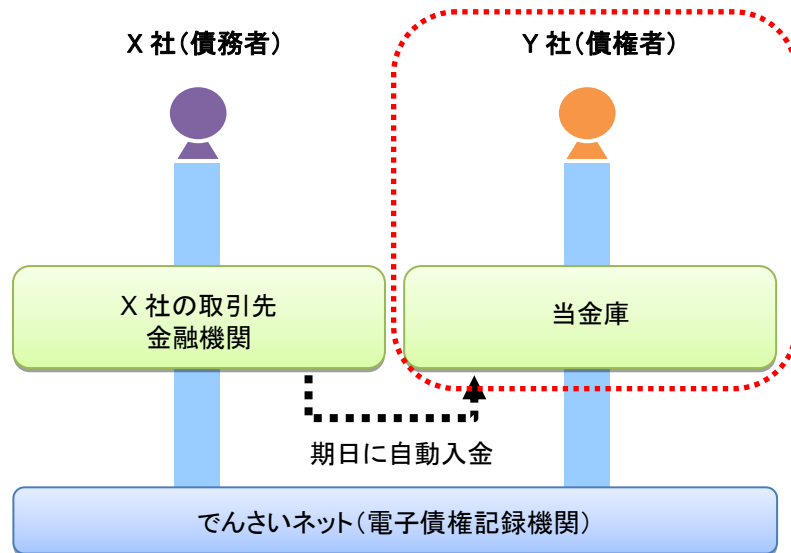 X 社(債務者)
Y 社(債権者)
X 社の取引先
金融機関
当金庫
期日に自動入金
でんさいネット(電子債権記録機関)